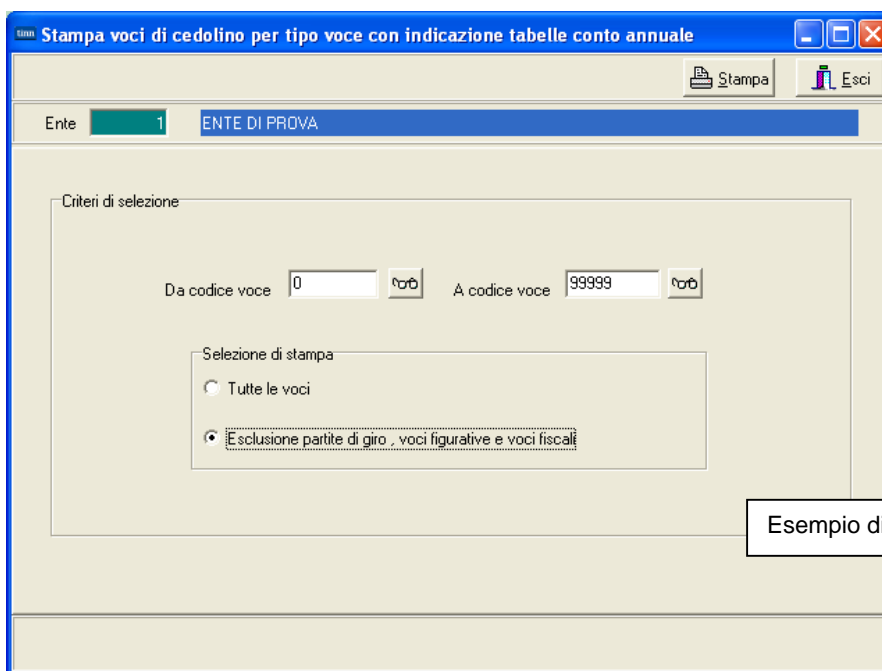 tinn Stampa voci di cedolino per tipo voce con indicazione tabelle conto annuale
Stampa Esci
Ente 1 ENTE DI PROVA
Criteri di selezione
Da codice voce 0 A codice voce 99999
Selezione di stampa
Tutte le voci
Esclusione partite di giro , voci figurative e voci fiscali
Esempio di